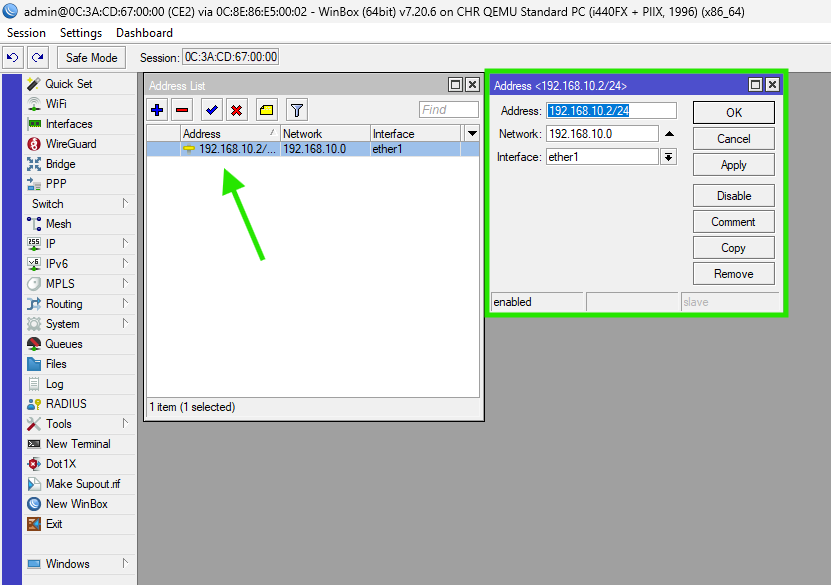 admin@0C:3A:CD:67:00:00 (CE2) via 0C:8E:86:E5:00:02 - WinBox (64bit) v7.20.6 on CHR QEMU Standard PC (i440FX + PIIX, 1996) (x86_64)
Session Settings Dashboard
Safe Mode Session: 0C:3A:CD:67:00:00
Quick Set
WiFi
Interfaces
WireGuard
Bridge
PPP
Switch
Mesh
IP
IPv6
MPLS
Routing
System
Queues
Files
Log
RADIUS
Tools
New Terminal
Dot1X
Make Supout.rif
New WinBox
Exit
Windows
Address List
Find
Address Network Interface
192.168.10.2/... 192.168.10.0 ether1
1 item (1 selected)
Address <192.168.10.2/24>
Address: 192.168.10.2/24
Network: 192.168.10.0
Interface: ether1
OK
Cancel
Apply
Disable
Comment
Copy
Remove
enabled slave